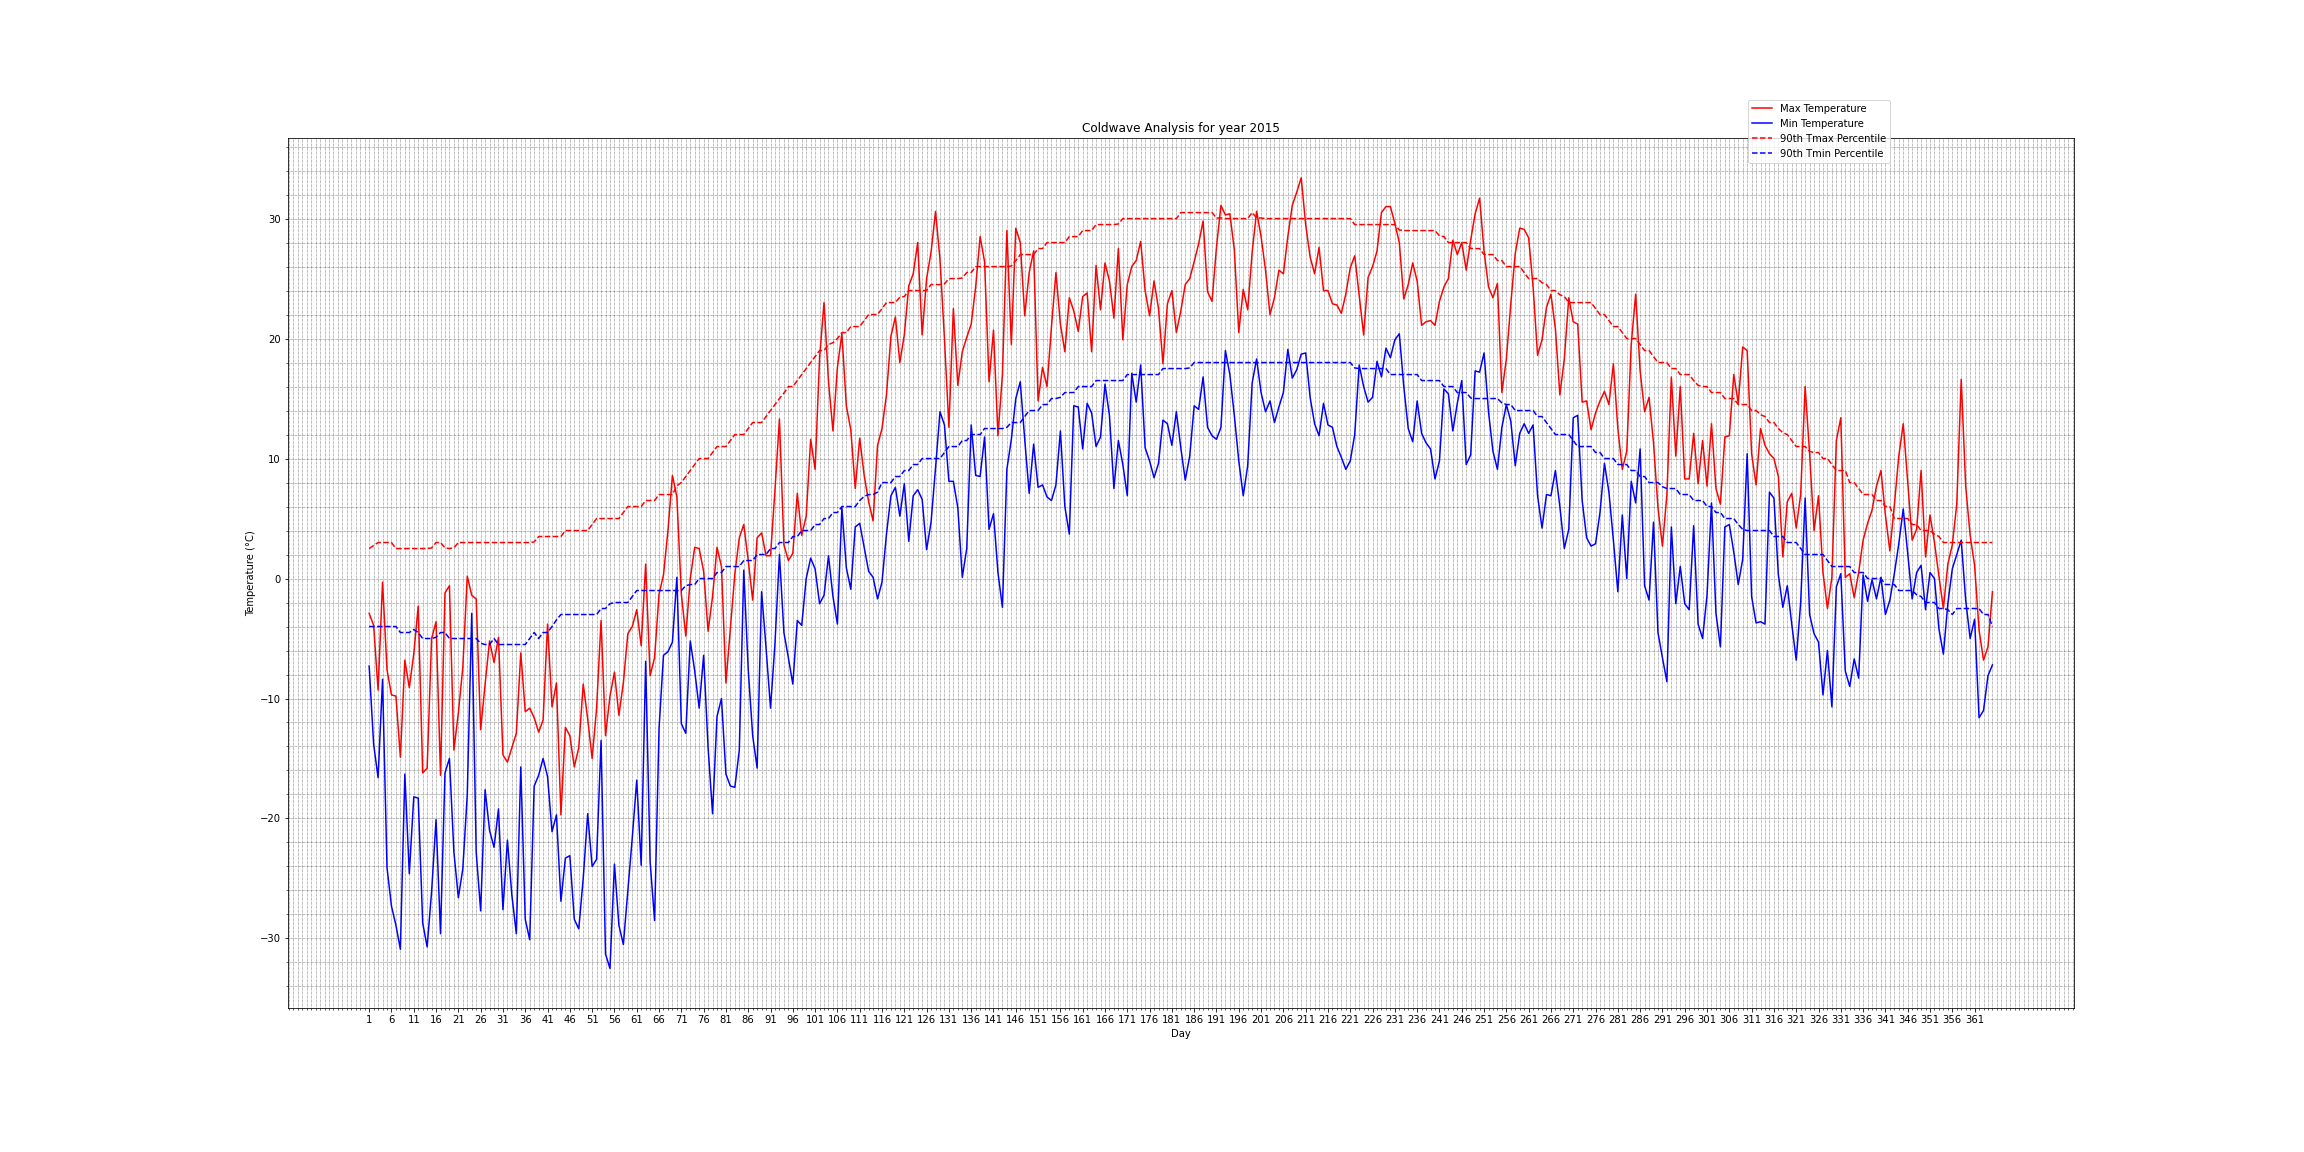 Coldwave Analysis for year 2015
Max Temperature
Min Temperature
90th Tmax Percentile
90th Tmin Percentile
Temperature (°C)
30
20
10
0
−10
−20
−30
1 6 11 16 21 26 31 36 41 46 51 56 61 66 71 76 81 86 91 96 101 106 111 116 121 126 131 136 141 146 151 156 161 166 171 176 181 186 191 196 201 206 211 216 221 226 231 236 241 246 251 256 261 266 271 276 281 286 291 296 301 306 311 316 321 326 331 336 341 346 351 356 361
Day